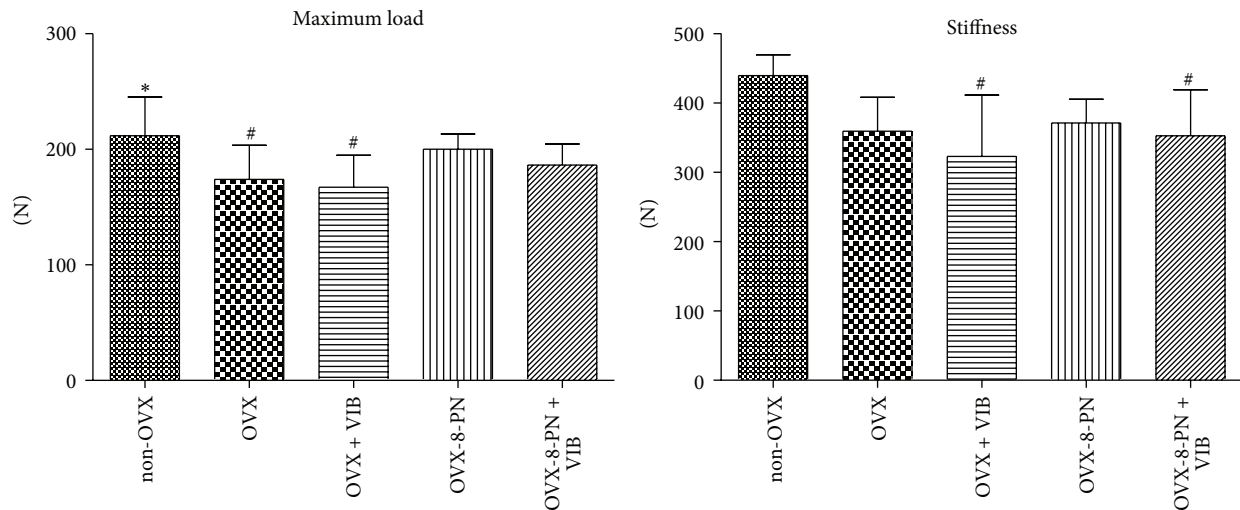 Maximum load
300
200
100
0
(N)
*
#
#
non-OVX
OVX
OVX + VIB
OVX-8-PN
OVX-8-PN +
VIB
Stiffness
500
400
300
200
100
0
(N)
#
#
non-OVX
OVX
OVX + VIB
OVX-8-PN
OVX-8-PN +
VIB